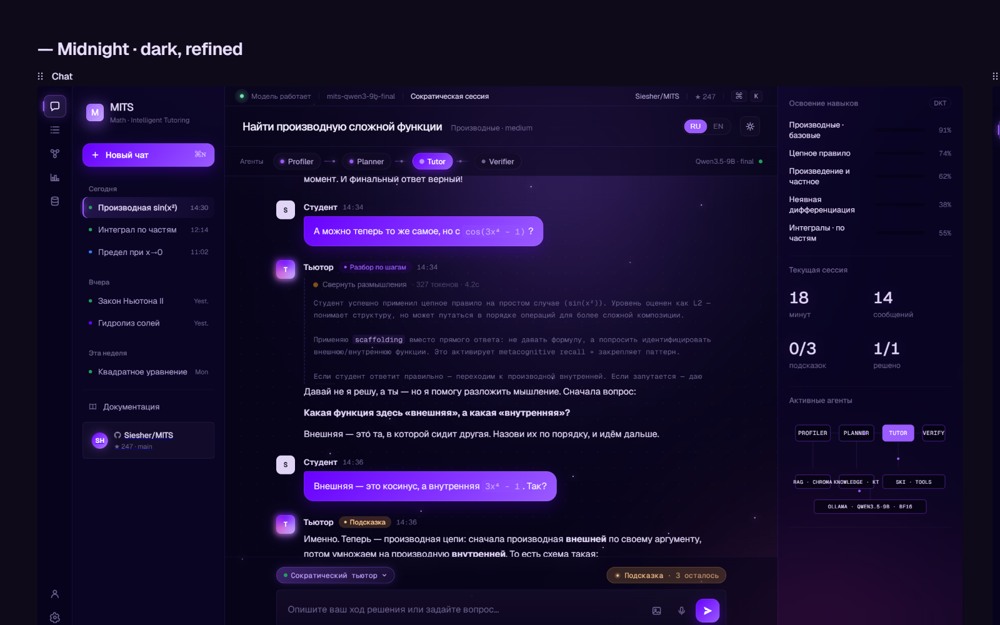 — Midnight · dark, refined
Chat
M
MITS
Math · Intelligent Tutoring
+ Новый чат ⌘N
Сегодня
Производная sin(x²) 14:30
Интеграл по частям 12:14
Предел при x→0 11:02
Вчера
Закон Ньютона II Yest.
Гидролиз солей Yest.
Эта неделя
Квадратное уравнение Mon
Документация
SH
Siesher/MITS
★ 247 · main
Модель работает
mits-qwen3-9b-final
Сократическая сессия
Siesher/MITS
★ 247
⌘ K
Найти производную сложной функции
Производные · medium
RU EN
Агенты
Profiler
Planner
Tutor
Verifier
Qwen3.5-9B · final
момент. И финальный ответ верный!
S
Студент 14:34
А можно теперь то же самое, но с cos(3x⁴ − 1) ?
T
Тьютор • Разбор по шагам 14:34
Свернуть размышления · 327 токенов · 4.2с
Студент успешно применил цепное правило на простом случае (sin(x²)). Уровень оценен как L2 —
понимает структуру, но может путаться в порядке операций для более сложной композиции.
Применяю scaffolding вместо прямого ответа: не давать формулу, а попросить идентифицировать
внешнюю/внутреннюю функции. Это активирует metacognitive recall + закрепляет паттерн.
Если студент ответит правильно — переходим к производной внутренней. Если запутается — даю
Давай не я решу, а ты — но я помогу разложить мышление. Сначала вопрос:
Какая функция здесь «внешняя», а какая «внутренняя»?
Внешняя — это та, в которой сидит другая. Назови их по порядку, и идём дальше.
S
Студент 14:36
Внешняя — это косинус, а внутренняя 3x⁴ − 1 . Так?
T
Тьютор • Подсказка 14:36
Именно. Теперь — производная цепи: сначала производная внешней по своему аргументу,
потом умножаем на производную внутренней. То есть схема такая:
Сократический тьютор
Подсказка · 3 осталось
Опишите ваш ход решения или задайте вопрос...
Освоение навыков DKT
Производные ·
базовые 91%
Цепное правило 74%
Произведение и
частное 62%
Неявная
дифференциация 38%
Интегралы · по
частям 55%
Текущая сессия
18 14
минут сообщений
0/3 1/1
подсказок решено
Активные агенты
PROFILER PLANNER TUTOR VERIFY
RAG · CHROMA KNOWLEDGE · KT SKI · TOOLS
OLLAMA · QWEN3.5-9B · BF16